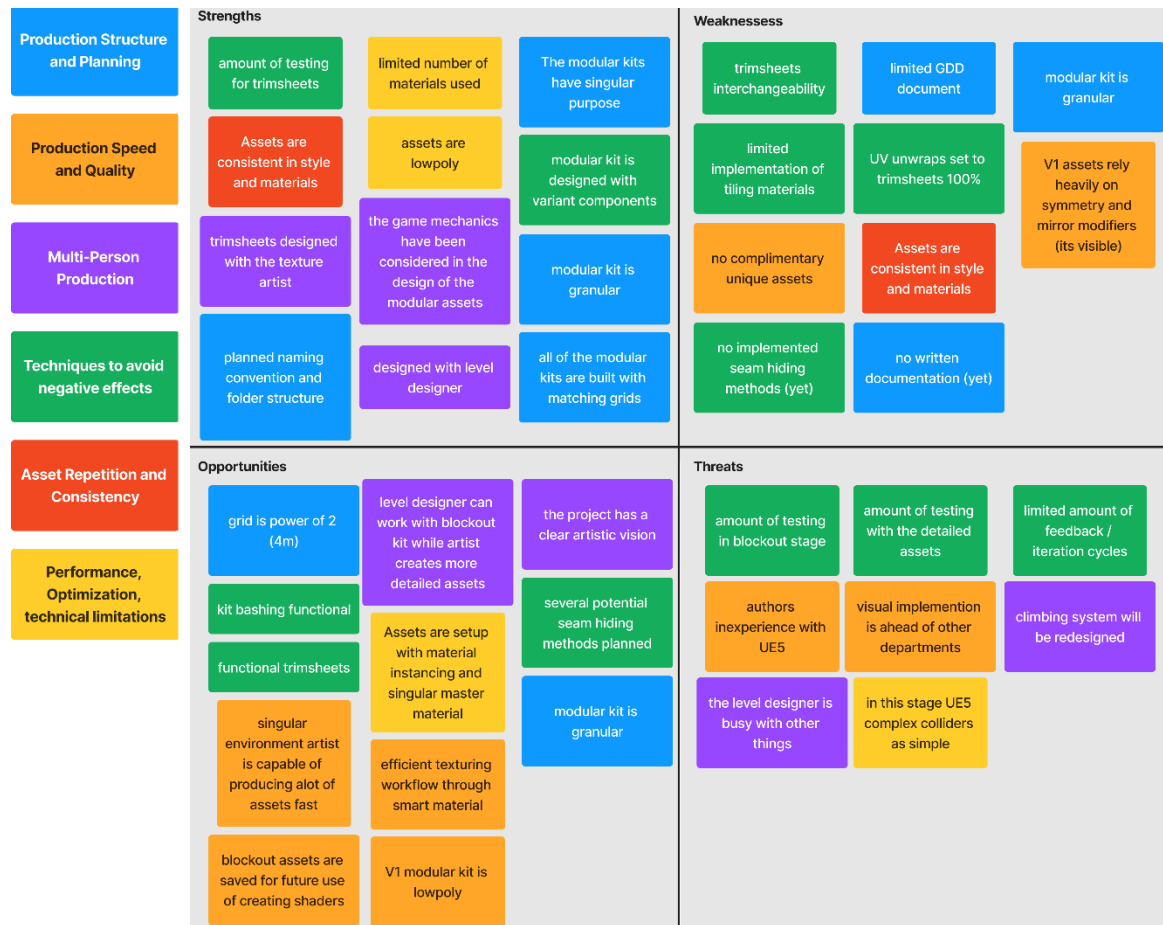 Production Structure
and Planning
Production Speed
and Quality
Multi-Person
Production
Techniques to avoid
negative effects
Asset Repetition and
Consistency
Performance,
Optimization,
technical limitations
Strengths
amount of testing
for trimsheets
limited number of
materials used
The modular kits
have singular
purpose
Assets are
consistent in style
and materials
assets are
lowpoly
modular kit is
designed with
variant components
trimsheets designed
with the texture
artist
the game mechanics
have been
considered in the
design of the
modular assets
modular kit is
granular
planned naming
convention and
folder structure
designed with level
designer
all of the modular
kits are built with
matching grids
Weaknessess
trimsheets
interchangeability
limited GDD
document
modular kit is
granular
limited
implementation of
tiling materials
UV unwraps set to
trimsheets 100%
V1 assets rely
heavily on
symmetry and
mirror modifiers
(its visible)
no complimentary
unique assets
Assets are
consistent in style
and materials
no implemented
seam hiding
methods (yet)
no written
documentation (yet)
Opportunities
grid is power of 2
(4m)
level designer can
work with blockout
kit while artist
creates more
detailed assets
the project has a
clear artistic vision
kit bashing functional
several potential
seam hiding
methods planned
functional trimsheets
Assets are setup
with material
instancing and
singular master
material
modular kit is
granular
singular
environment artist
is capable of
producing alot of
assets fast
efficient texturing
workflow through
smart material
blockout assets are
saved for future use
of creating shaders
V1 modular kit is
lowpoly
Threats
amount of testing
in blockout stage
amount of testing
with the detailed
assets
limited amount of
feedback /
iteration cycles
authors
inexperience with
UE5
visual implemention
is ahead of other
departments
climbing system will
be redesigned
the level designer is
busy with other
things
in this stage UE5
complex colliders
as simple